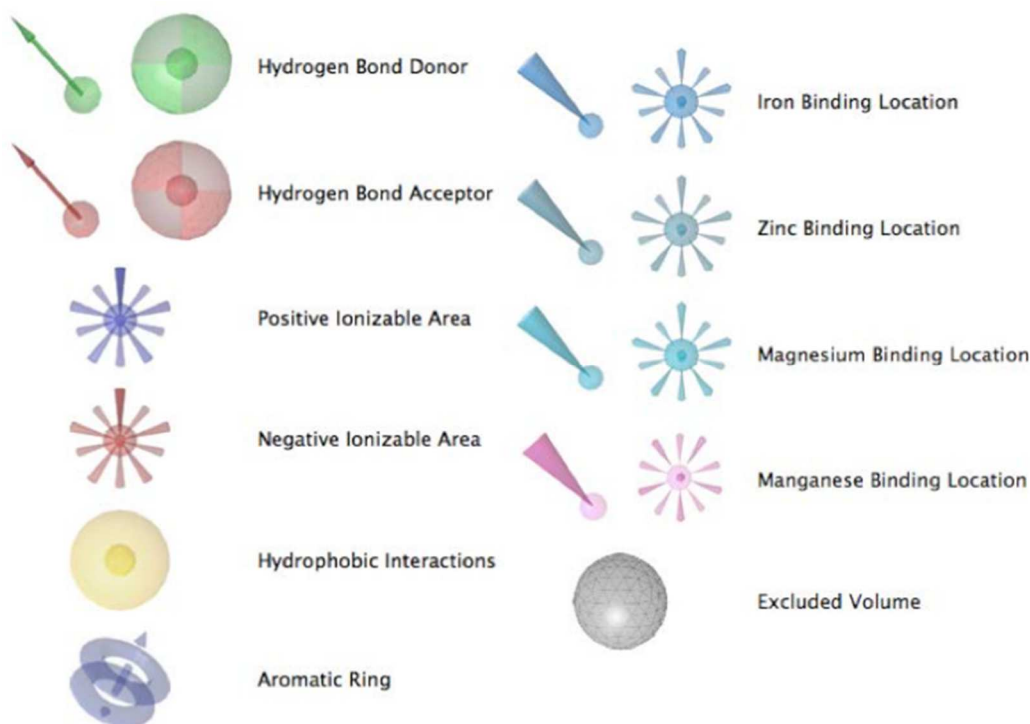 Hydrogen Bond Donor
Hydrogen Bond Acceptor
Positive Ionizable Area
Negative Ionizable Area
Hydrophobic Interactions
Aromatic Ring
Iron Binding Location
Zinc Binding Location
Magnesium Binding Location
Manganese Binding Location
Excluded Volume